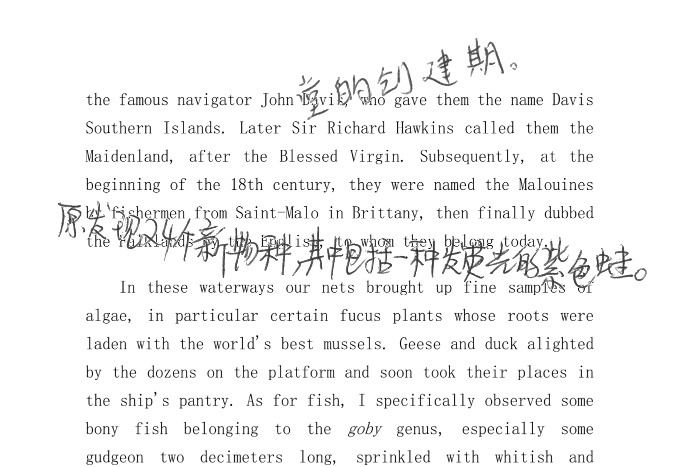 堂的创建期。
the famous navigator John Davis, who gave them the name Davis
Southern Islands. Later Sir Richard Hawkins called them the
Maidenland, after the Blessed Virgin. Subsequently, at the
beginning of the 18th century, they were named the Malouines
by fishermen from Saint-Malo in Brittany, then finally dubbed
原发现24个新物种,其中包括一种发荧光的紫色蛙。
the Falklands by the English, to whom they belong today.
In these waterways our nets brought up fine samples of
algae, in particular certain fucus plants whose roots were
laden with the world's best mussels. Geese and duck alighted
by the dozens on the platform and soon took their places in
the ship's pantry. As for fish, I specifically observed some
bony fish belonging to the goby genus, especially some
gudgeon two decimeters long, sprinkled with whitish and